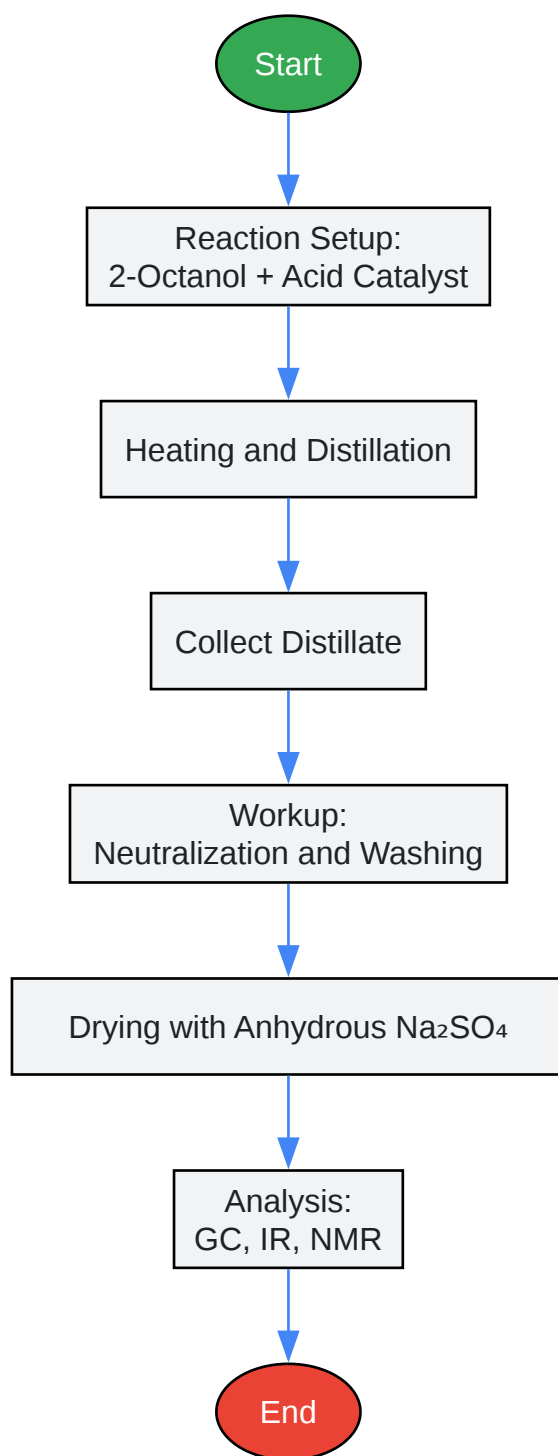 Start
Reaction Setup:
2-Octanol + Acid Catalyst
Heating and Distillation
Collect Distillate
Workup:
Neutralization and Washing
Drying with Anhydrous Na₂SO₄
Analysis:
GC, IR, NMR
End